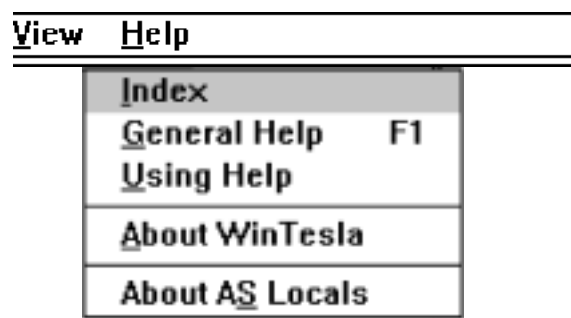 View Help
Index
General Help F1
Using Help
About WinTesla
About AS Locals